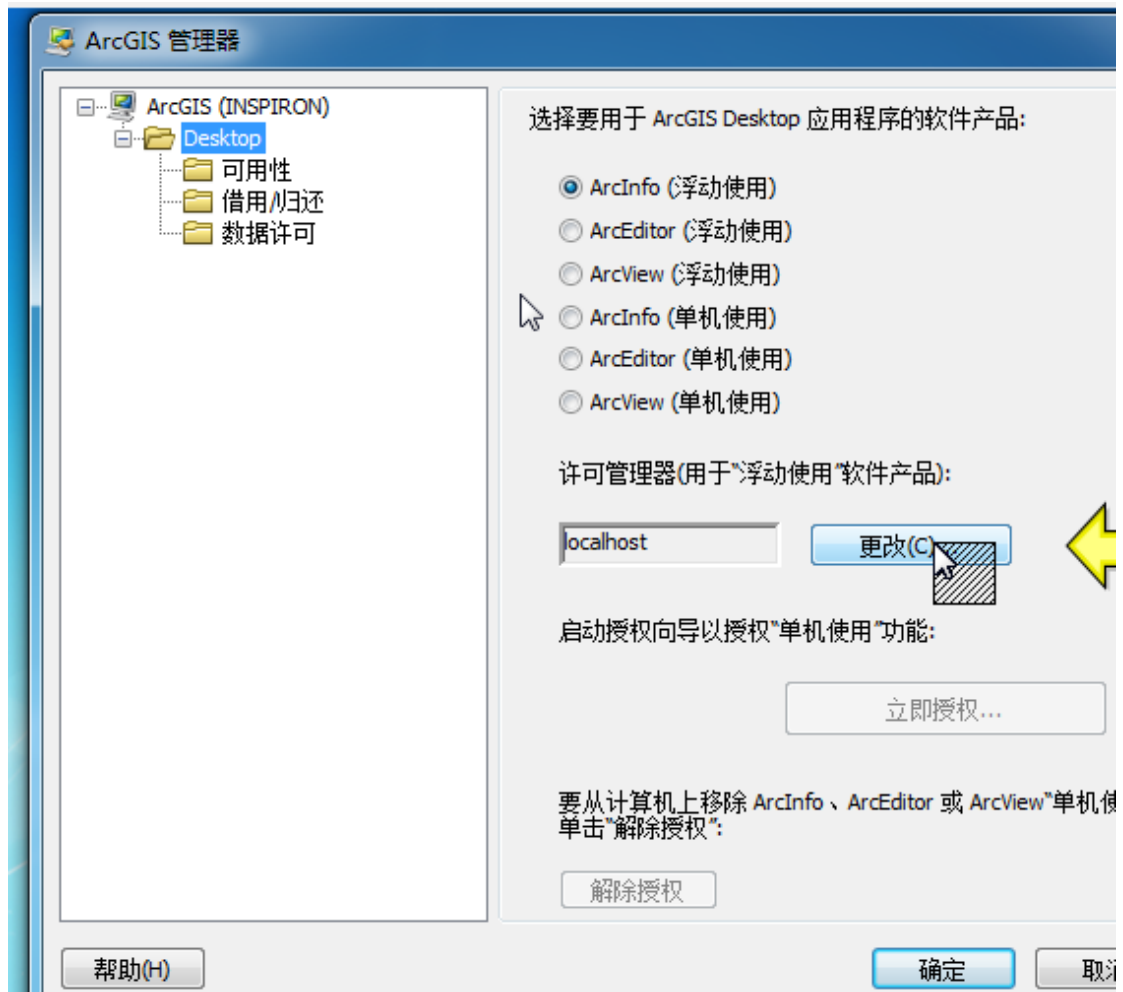 ArcGIS 管理器
ArcGIS (INSPIRON)
Desktop
可用性
借用/归还
数据许可
选择要用于 ArcGIS Desktop 应用程序的软件产品:
ArcInfo (浮动使用)
ArcEditor (浮动使用)
ArcView (浮动使用)
ArcInfo (单机使用)
ArcEditor (单机使用)
ArcView (单机使用)
许可管理器(用于"浮动使用"软件产品):
localhost
更改(C)
启动授权向导以授权"单机使用"功能:
立即授权...
要从计算机上移除 ArcInfo、ArcEditor 或 ArcView"单机使
单击"解除授权":
解除授权
帮助(H)
确定
取